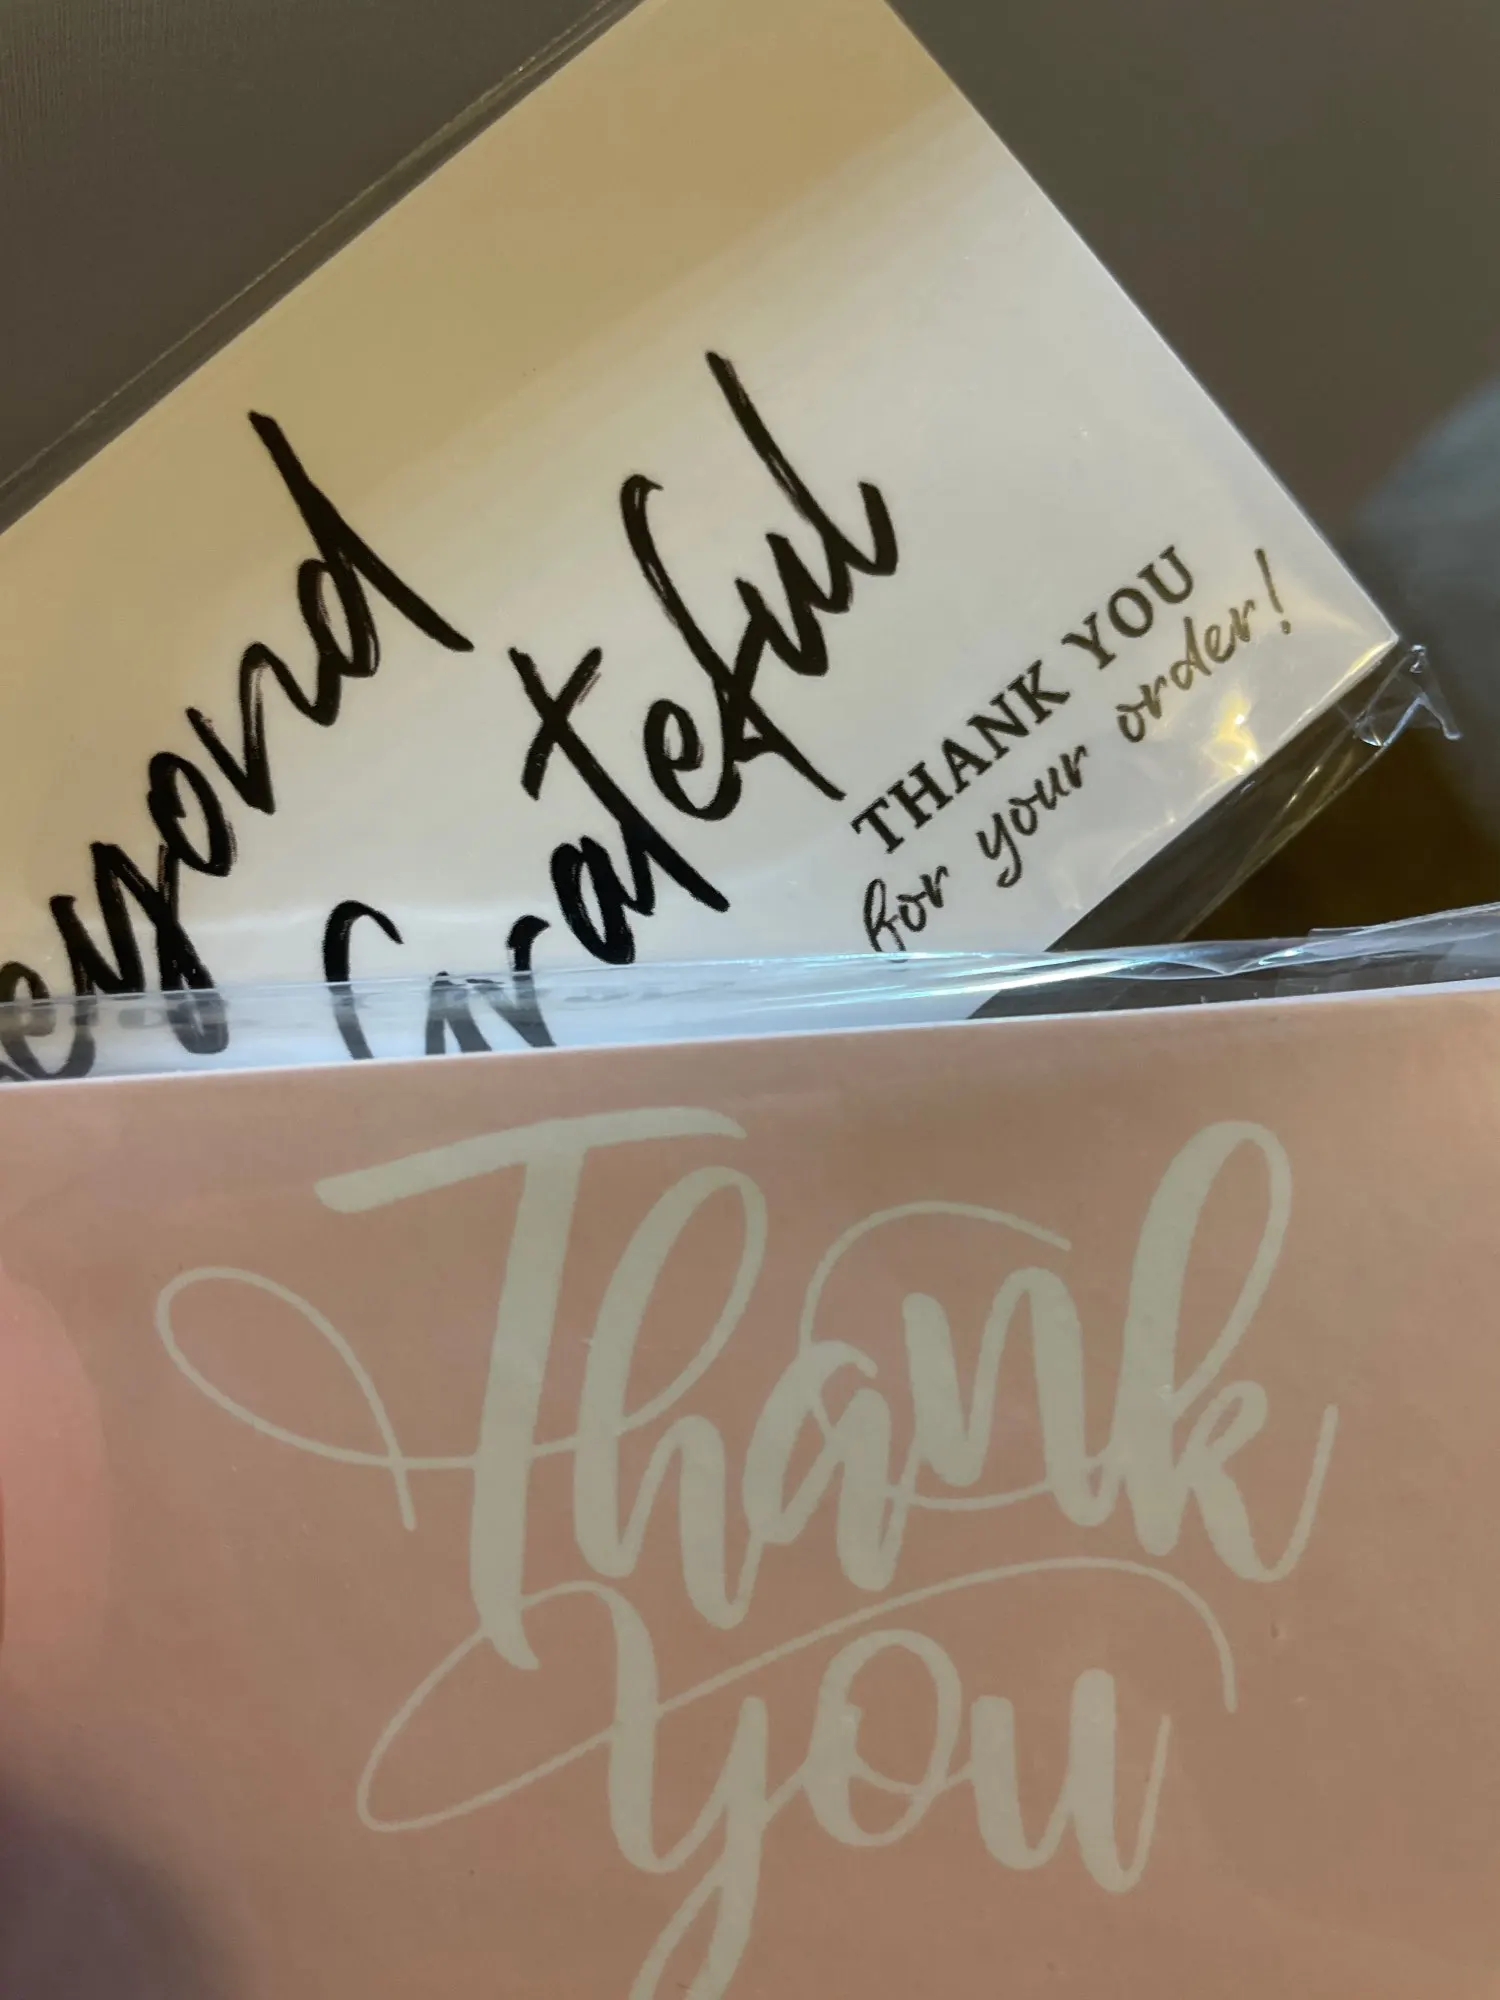 Beyond
Grateful
THANK YOU
for your order!
Thank
you